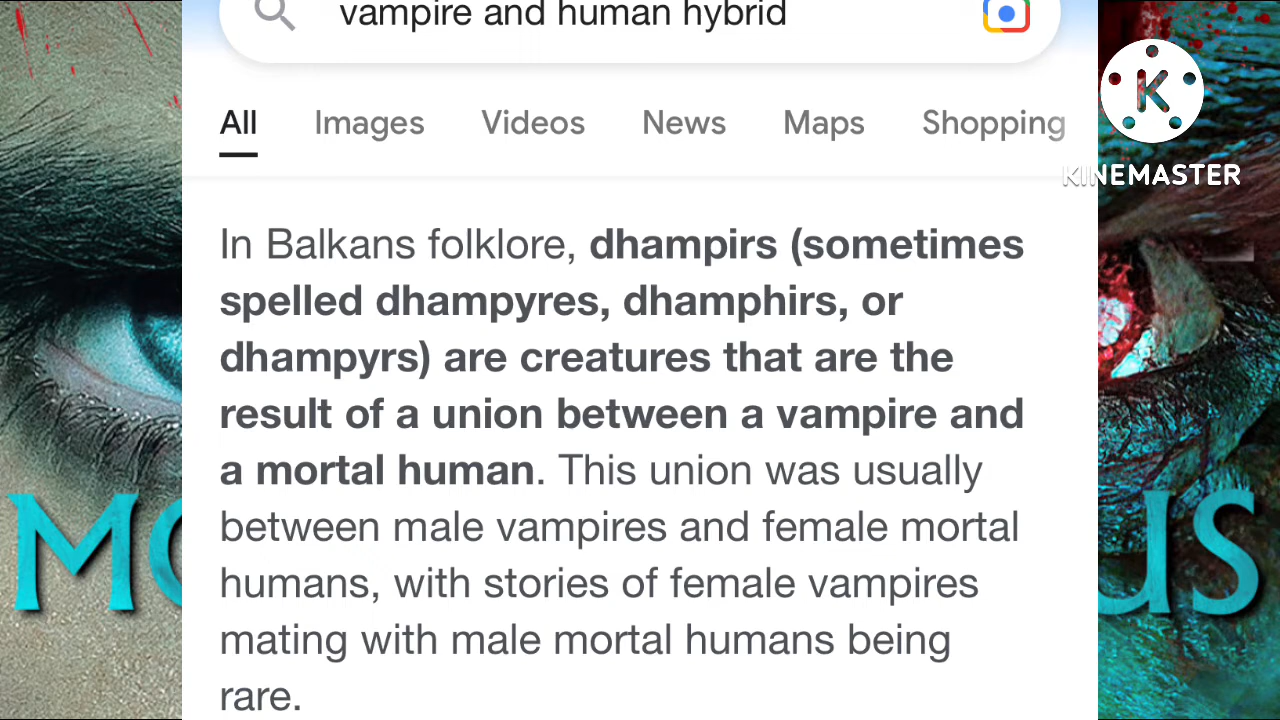 vampire and human hybrid
All Images Videos News Maps Shopping
K
KINEMASTER
In Balkans folklore, dhampirs (sometimes
spelled dhampyres, dhamphirs, or
dhampyrs) are creatures that are the
result of a union between a vampire and
a mortal human. This union was usually
between male vampires and female mortal
humans, with stories of female vampires
mating with male mortal humans being
rare.
MO
US